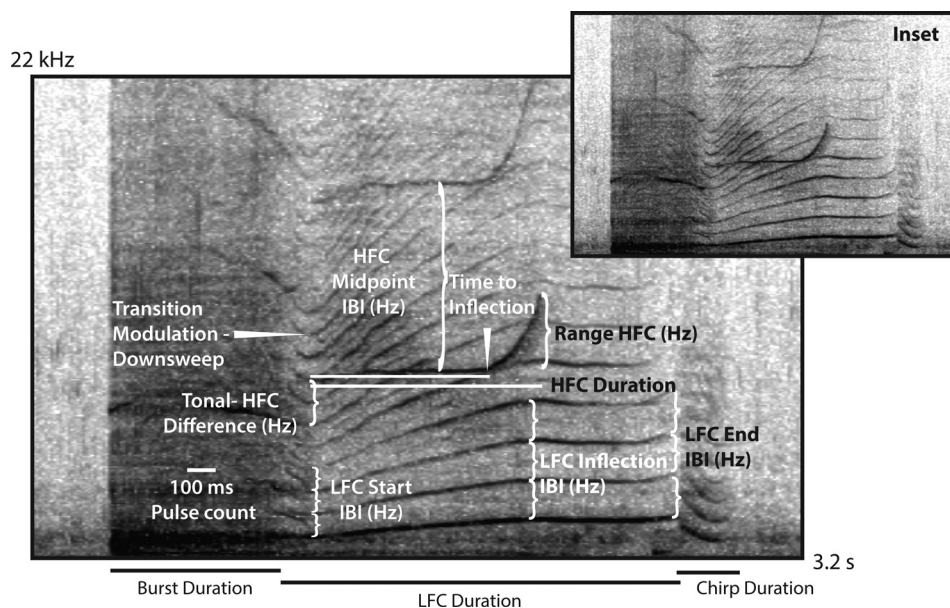 22 kHz
Inset
HFC
Midpoint
IBI (Hz)
Time to
Inflection
Transition
Modulation -
Downsweep
Range HFC (Hz)
HFC Duration
Tonal- HFC
Difference (Hz)
LFC End
IBI (Hz)
LFC Inflection
IBI (Hz)
100 ms
Pulse count
LFC Start
IBI (Hz)
3.2 s
Burst Duration
LFC Duration
Chirp Duration